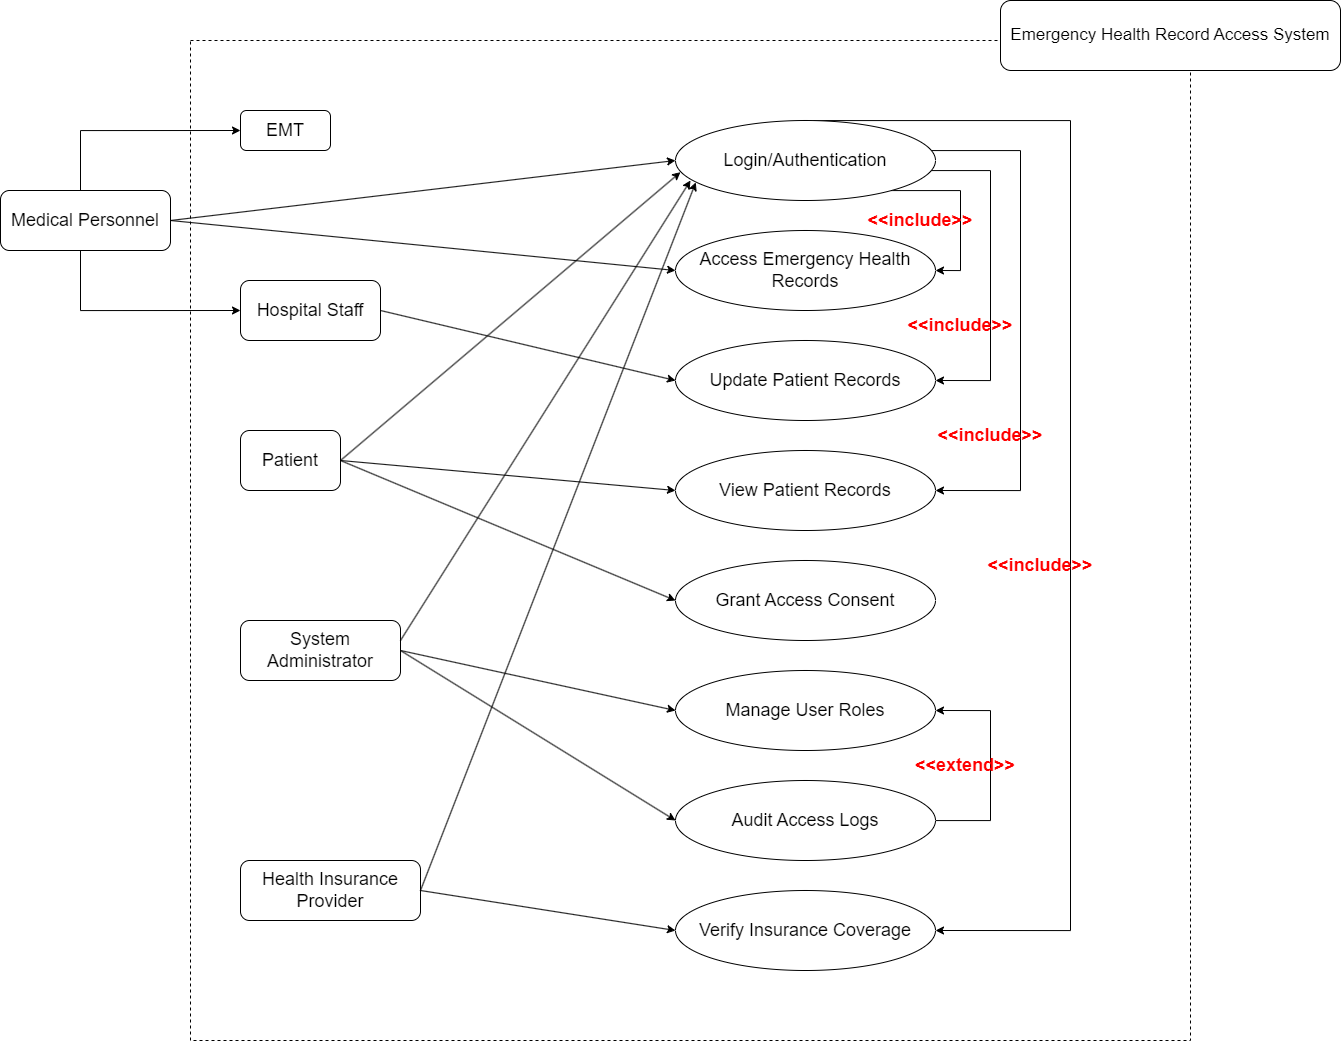 Emergency Health Record Access System
EMT
Login/Authentication
Medical Personnel
<<include>>
Access Emergency Health
Records
Hospital Staff
<<include>>
Update Patient Records
<<include>>
Patient
View Patient Records
<<include>>
Grant Access Consent
System
Administrator
Manage User Roles
<<extend>>
Audit Access Logs
Health Insurance
Provider
Verify Insurance Coverage